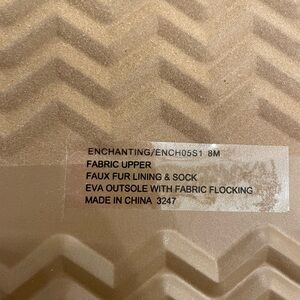 ENCHANTING/ENCH05S1 8M
FABRIC UPPER
FAUX FUR LINING & SOCK
EVA OUTSOLE WITH FABRIC FLOCKING
MADE IN CHINA 3247